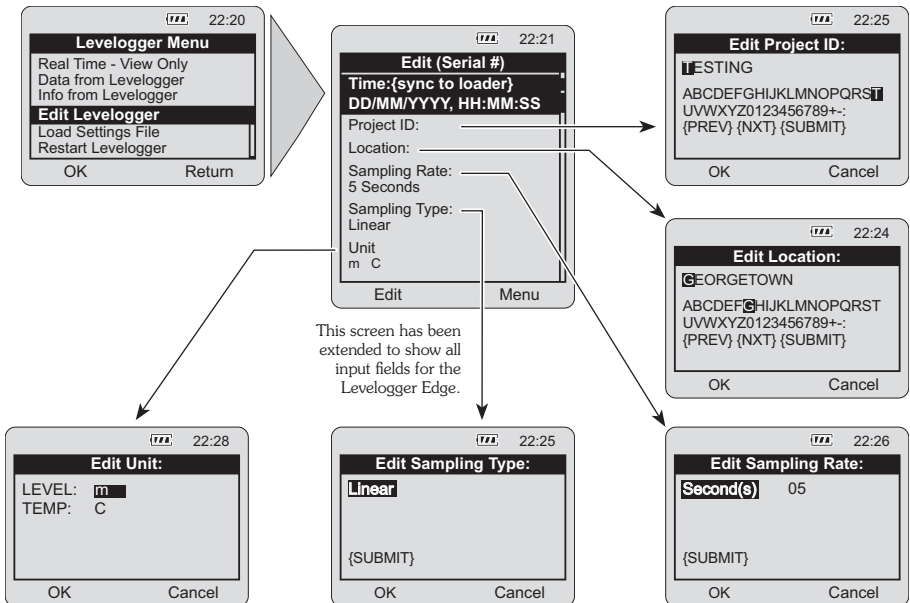 22:20
Levelogger Menu
Real Time - View Only
Data from Levelogger
Info from Levelogger
Edit Levelogger
Load Settings File
Restart Levelogger
OK Return
22:21
Edit (Serial #)
Time:{sync to loader}
DD/MM/YYYY, HH:MM:SS
Project ID:
Location:
Sampling Rate:
5 Seconds
Sampling Type:
Linear
Unit
m C
Edit Menu
This screen has been
extended to show all
input fields for the
Levelogger Edge.
22:25
Edit Project ID:
TESTING
ABCDEFGHIJKLMNOPQRST
UVWXYZ0123456789+-:
{PREV} {NXT} {SUBMIT}
OK Cancel
22:24
Edit Location:
GEORGETOWN
ABCDEFGHIJKLMNOPQRST
UVWXYZ0123456789+-:
{PREV} {NXT} {SUBMIT}
OK Cancel
22:28
Edit Unit:
LEVEL: m
TEMP: C
OK Cancel
22:25
Edit Sampling Type:
Linear
{SUBMIT}
OK Cancel
22:26
Edit Sampling Rate:
Second(s) 05
{SUBMIT}
OK Cancel